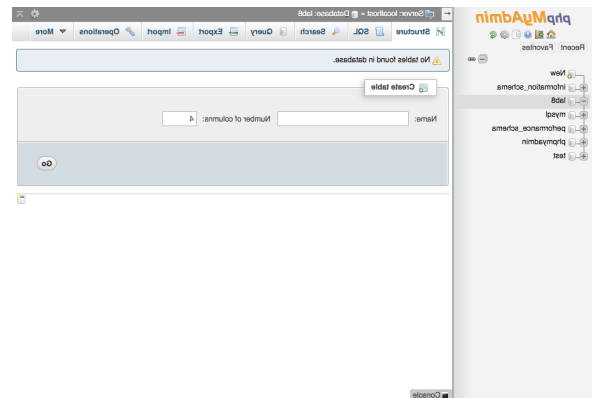 phpMyAdmin
Recent Favorites
New
information_schema
lab8
mysql
performance_schema
phpmyadmin
test
Server: localhost » Database: lab8
Structure SQL Search Query Export Import Operations More
No tables found in database.
Create table
Name: Number of columns: 4
Go
Console